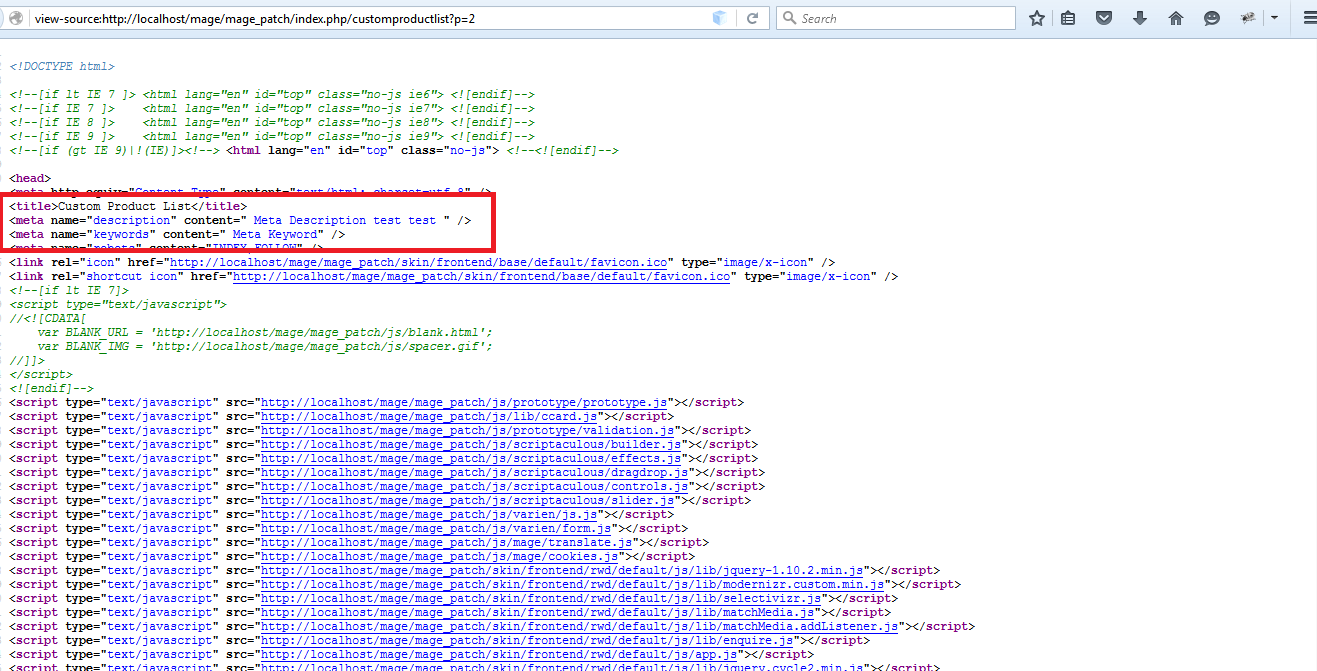 view-source:http://localhost/mage/mage_patch/index.php/customproductlist?p=2
Search
<!DOCTYPE html>
<!--[if lt IE 7 ]> <html lang="en" id="top" class="no-js ie6"> <![endif]-->
<!--[if IE 7 ]>    <html lang="en" id="top" class="no-js ie7"> <![endif]-->
<!--[if IE 8 ]>    <html lang="en" id="top" class="no-js ie8"> <![endif]-->
<!--[if IE 9 ]>    <html lang="en" id="top" class="no-js ie9"> <![endif]-->
<!--[if (gt IE 9)|!(IE)]><!--> <html lang="en" id="top" class="no-js"> <!--<![endif]-->
<head>
<meta http-equiv="Content-Type" content="text/html; charset=utf-8" />
<title>Custom Product List</title>
<meta name="description" content=" Meta Description test test " />
<meta name="keywords" content=" Meta Keyword" />
<meta name="robots" content="INDEX,FOLLOW" />
<link rel="icon" href="http://localhost/mage/mage_patch/skin/frontend/base/default/favicon.ico" type="image/x-icon" />
<link rel="shortcut icon" href="http://localhost/mage/mage_patch/skin/frontend/base/default/favicon.ico" type="image/x-icon" />
<!--[if lt IE 7]>
<script type="text/javascript">
//<![CDATA[
    var BLANK_URL = 'http://localhost/mage/mage_patch/js/blank.html';
    var BLANK_IMG = 'http://localhost/mage/mage_patch/js/spacer.gif';
//]]>
</script>
<![endif]-->
<script type="text/javascript" src="http://localhost/mage/mage_patch/js/prototype/prototype.js"></script>
<script type="text/javascript" src="http://localhost/mage/mage_patch/js/lib/ccard.js"></script>
<script type="text/javascript" src="http://localhost/mage/mage_patch/js/prototype/validation.js"></script>
<script type="text/javascript" src="http://localhost/mage/mage_patch/js/scriptaculous/builder.js"></script>
<script type="text/javascript" src="http://localhost/mage/mage_patch/js/scriptaculous/effects.js"></script>
<script type="text/javascript" src="http://localhost/mage/mage_patch/js/scriptaculous/dragdrop.js"></script>
<script type="text/javascript" src="http://localhost/mage/mage_patch/js/scriptaculous/controls.js"></script>
<script type="text/javascript" src="http://localhost/mage/mage_patch/js/scriptaculous/slider.js"></script>
<script type="text/javascript" src="http://localhost/mage/mage_patch/js/varien/js.js"></script>
<script type="text/javascript" src="http://localhost/mage/mage_patch/js/varien/form.js"></script>
<script type="text/javascript" src="http://localhost/mage/mage_patch/js/mage/translate.js"></script>
<script type="text/javascript" src="http://localhost/mage/mage_patch/js/mage/cookies.js"></script>
<script type="text/javascript" src="http://localhost/mage/mage_patch/skin/frontend/rwd/default/js/lib/jquery-1.10.2.min.js"></script>
<script type="text/javascript" src="http://localhost/mage/mage_patch/skin/frontend/rwd/default/js/lib/modernizr.custom.min.js"></script>
<script type="text/javascript" src="http://localhost/mage/mage_patch/skin/frontend/rwd/default/js/lib/selectivizr.js"></script>
<script type="text/javascript" src="http://localhost/mage/mage_patch/skin/frontend/rwd/default/js/lib/matchMedia.js"></script>
<script type="text/javascript" src="http://localhost/mage/mage_patch/skin/frontend/rwd/default/js/lib/matchMedia.addListener.js"></script>
<script type="text/javascript" src="http://localhost/mage/mage_patch/skin/frontend/rwd/default/js/lib/enquire.js"></script>
<script type="text/javascript" src="http://localhost/mage/mage_patch/skin/frontend/rwd/default/js/app.js"></script>
<script type="text/javascript" src="http://localhost/mage/mage_patch/skin/frontend/rwd/default/js/lib/jquery.cycle2.min.js"></script>